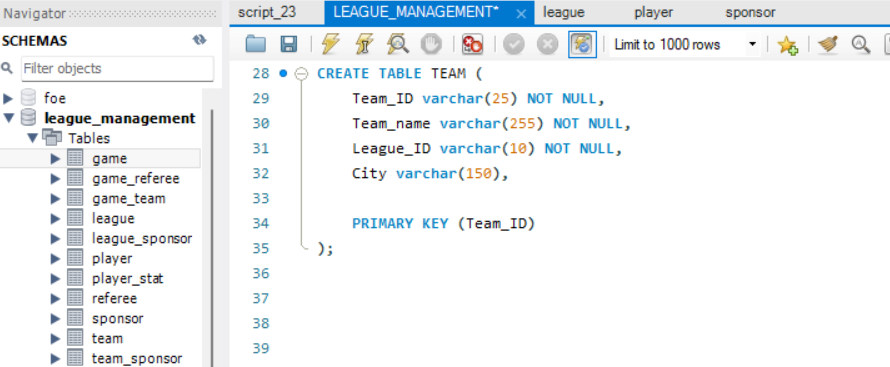 Navigator
script_23 LEAGUE_MANAGEMENT* × league player sponsor
SCHEMAS
Limit to 1000 rows
Filter objects
foe
league_management
Tables
game
game_referee
game_team
league
league_sponsor
player
player_stat
referee
sponsor
team
team_sponsor
28 CREATE TABLE TEAM (
29 Team_ID varchar(25) NOT NULL,
30 Team_name varchar(255) NOT NULL,
31 League_ID varchar(10) NOT NULL,
32 City varchar(150),
33
34 PRIMARY KEY (Team_ID)
35 );
36
37
38
39